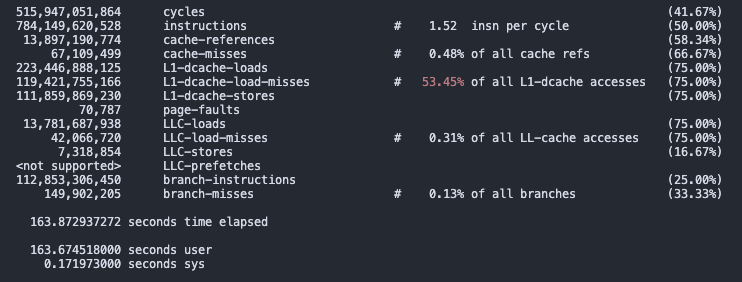 515,947,051,864 cycles (41.67%)
784,149,620,528 instructions # 1.52 insn per cycle (50.00%)
13,897,190,774 cache-references (58.34%)
67,109,499 cache-misses # 0.48% of all cache refs (66.67%)
223,446,888,125 L1-dcache-loads (75.00%)
119,421,755,166 L1-dcache-load-misses # 53.45% of all L1-dcache accesses (75.00%)
111,859,869,230 L1-dcache-stores (75.00%)
70,787 page-faults
13,781,687,938 LLC-loads (75.00%)
42,066,720 LLC-load-misses # 0.31% of all LL-cache accesses (75.00%)
7,318,854 LLC-stores (16.67%)
<not supported> LLC-prefetches
112,853,306,450 branch-instructions (25.00%)
149,902,205 branch-misses # 0.13% of all branches (33.33%)
163.872937272 seconds time elapsed
163.674518000 seconds user
0.171973000 seconds sys